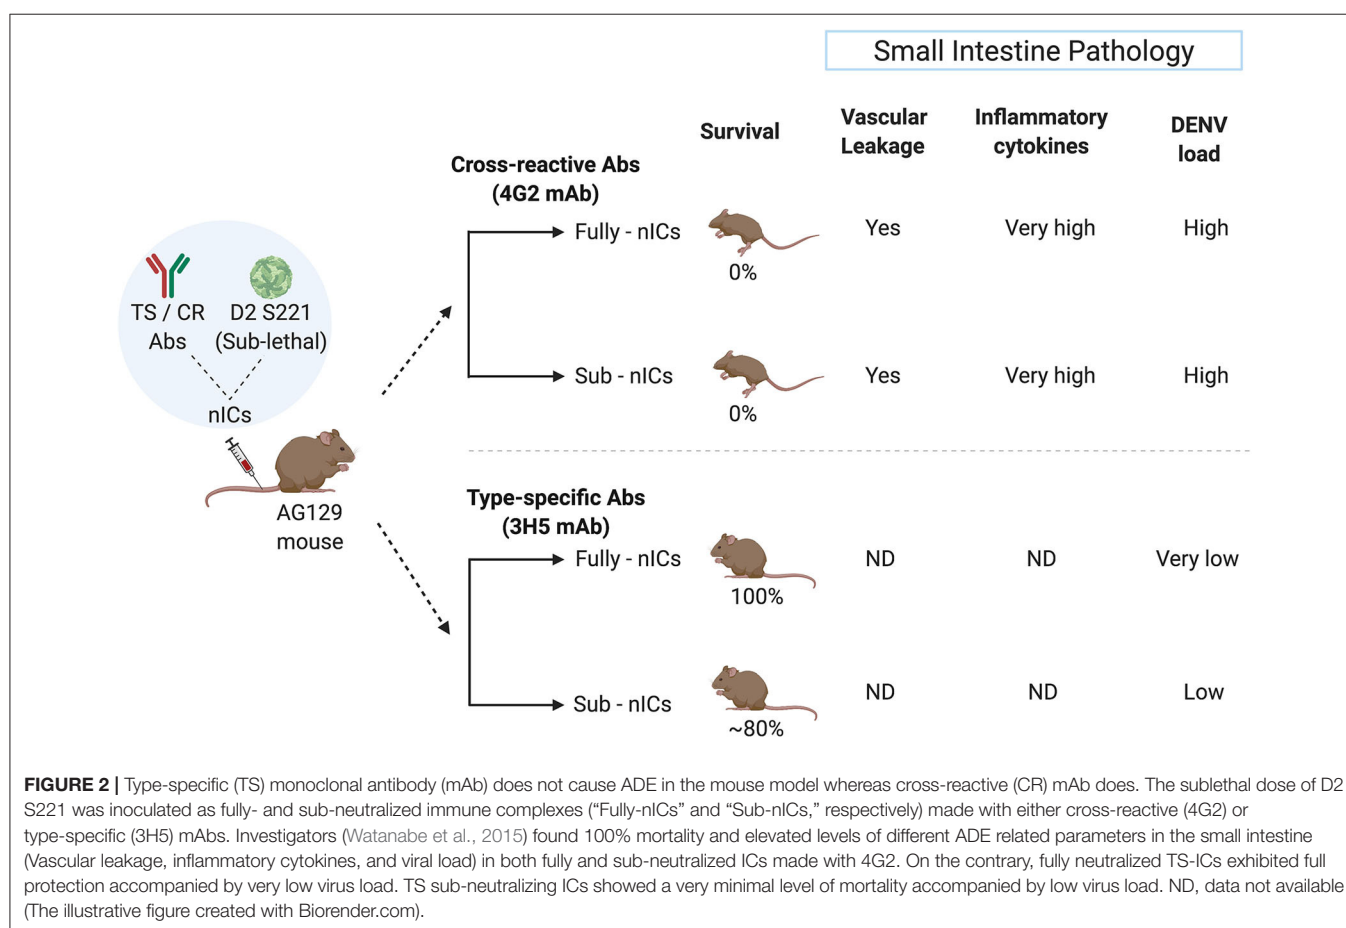 Small Intestine Pathology
Survival
Vascular
Leakage
Inflammatory
cytokines
DENV
load
Cross-reactive Abs
(4G2 mAb)
Fully - nICs
0%
Yes
Very high
High
TS / CR
Abs
D2 S221
(Sub-lethal)
nICs
Sub - nICs
0%
Yes
Very high
High
AG129
mouse
Type-specific Abs
(3H5 mAb)
Fully - nICs
100%
ND
ND
Very low
Sub - nICs
~80%
ND
ND
Low
FIGURE 2 | Type-specific (TS) monoclonal antibody (mAb) does not cause ADE in the mouse model whereas cross-reactive (CR) mAb does. The sublethal dose of D2
S221 was inoculated as fully- and sub-neutralized immune complexes (“Fully-nICs” and “Sub-nICs,” respectively) made with either cross-reactive (4G2) or
type-specific (3H5) mAbs. Investigators (Watanabe et al., 2015) found 100% mortality and elevated levels of different ADE related parameters in the small intestine
(Vascular leakage, inflammatory cytokines, and viral load) in both fully and sub-neutralized ICs made with 4G2. On the contrary, fully neutralized TS-ICs exhibited full
protection accompanied by very low virus load. TS sub-neutralizing ICs showed a very minimal level of mortality accompanied by low virus load. ND, data not available
(The illustrative figure created with Biorender.com).